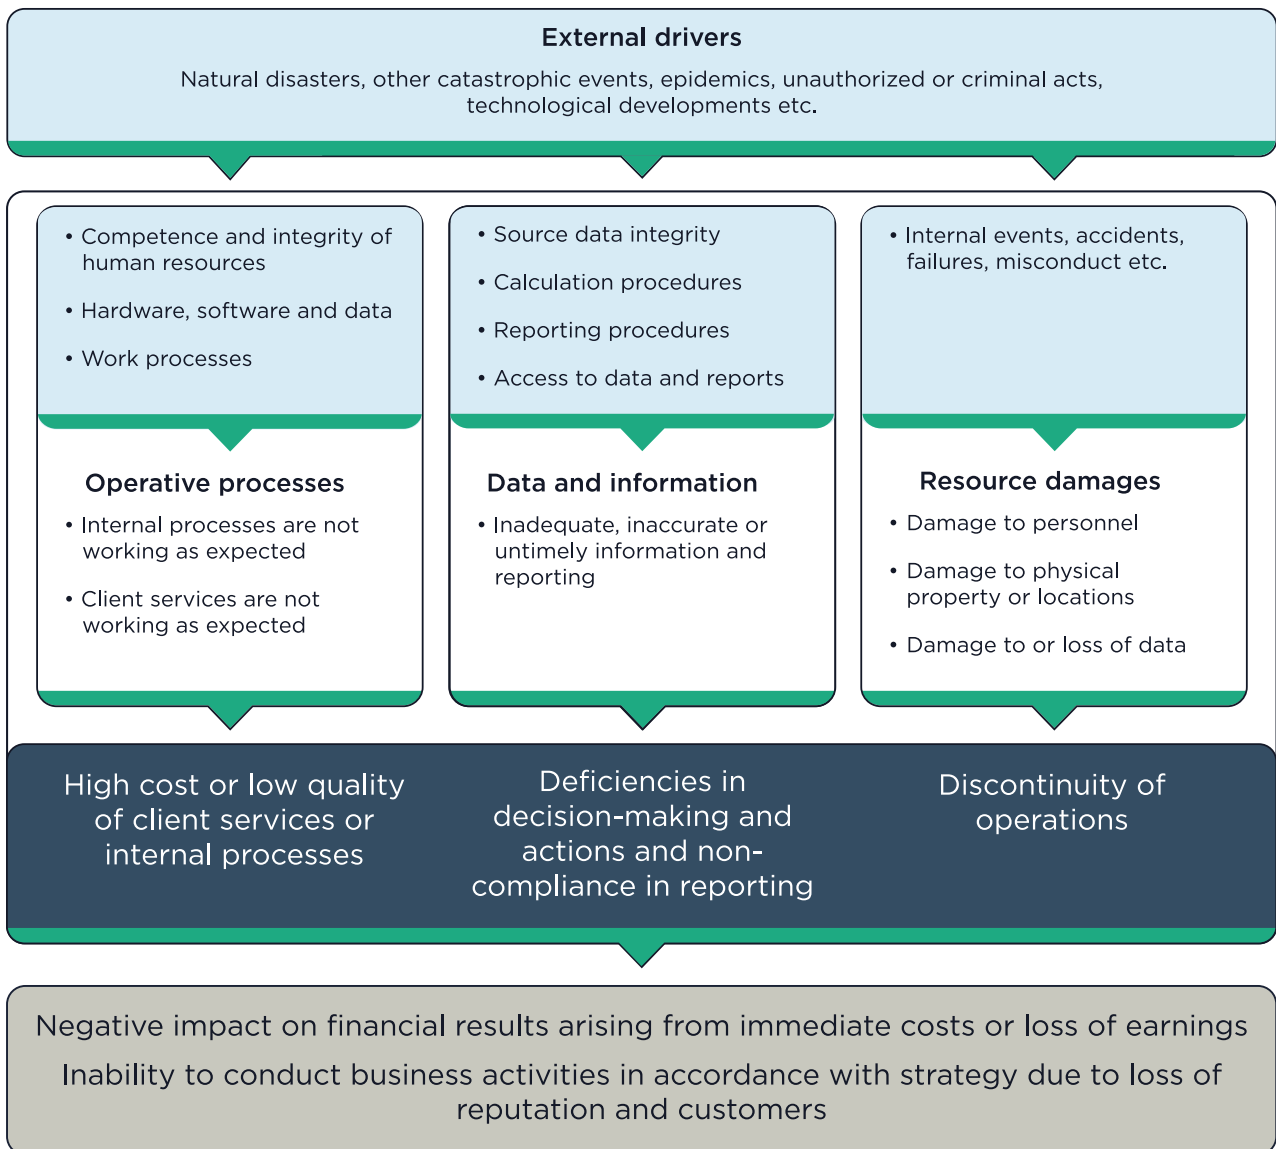 External drivers
Natural disasters, other catastrophic events, epidemics, unauthorized or criminal acts,
technological developments etc.
• Competence and integrity of
human resources
• Hardware, software and data
• Work processes
Operative processes
• Internal processes are not
working as expected
• Client services are not
working as expected
• Source data integrity
• Calculation procedures
• Reporting procedures
• Access to data and reports
Data and information
• Inadequate, inaccurate or
untimely information and
reporting
• Internal events, accidents,
failures, misconduct etc.
Resource damages
• Damage to personnel
• Damage to physical
property or locations
• Damage to or loss of data
High cost or low quality
of client services or
internal processes
Deficiencies in
decision-making and
actions and non-
compliance in reporting
Discontinuity of
operations
Negative impact on financial results arising from immediate costs or loss of earnings
Inability to conduct business activities in accordance with strategy due to loss of
reputation and customers